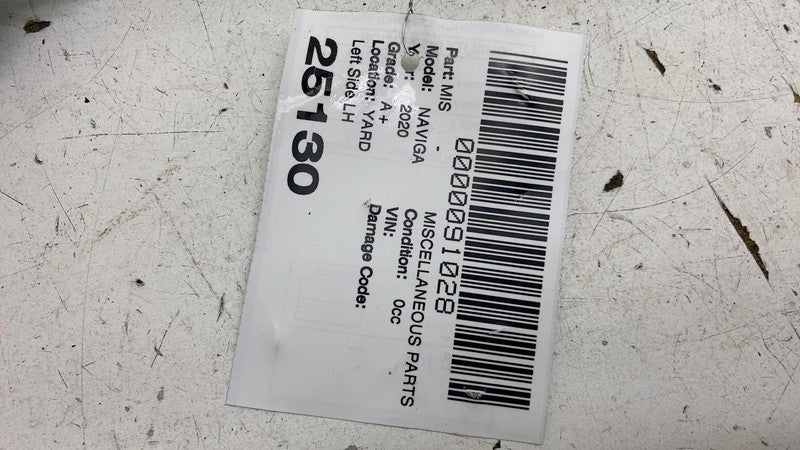 0000091028
Part: MIS - MISCELLANEOUS PARTS
Model: NAVIGA Condition: 0cc
2020 VIN:
Grade: A+ Damage Code:
Location: YARD
Left Side LH
25130